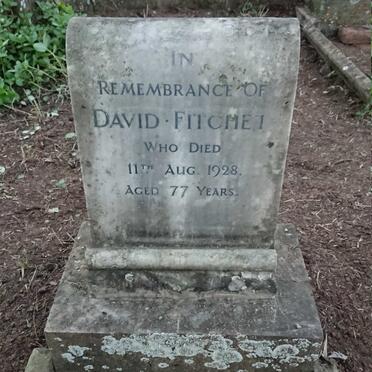 IN
REMEMBRANCE OF
DAVID · FITCHET
WHO DIED
11TH AUG. 1928.
AGED 77 YEARS.